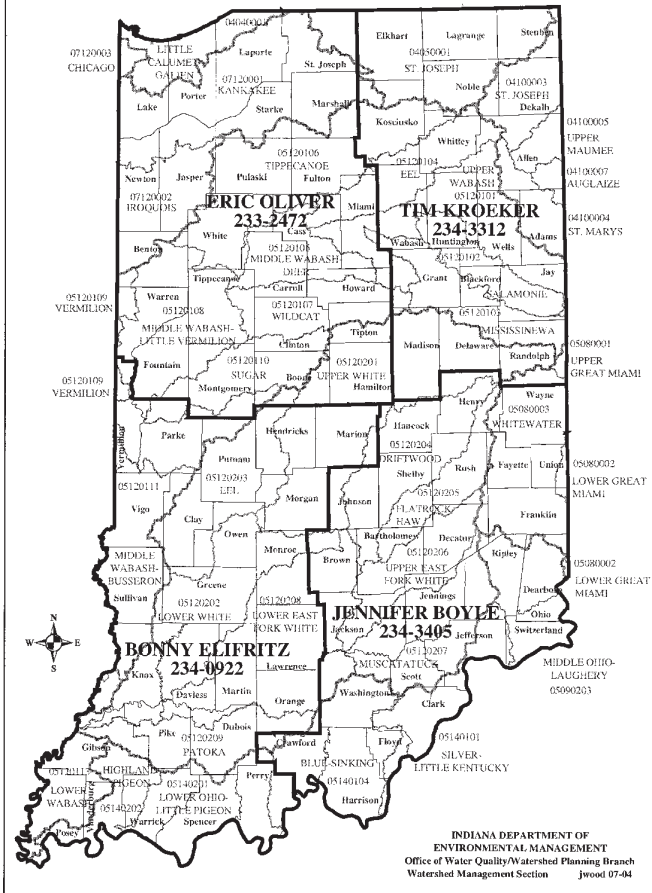 04040001
Elkhart
Lagrange
Steuben
07120003
CHICAGO
LITTLE
CALUMET
GALIEN
Laporte
St. Joseph
04050001
ST. JOSEPH
07120001
KANKAKEE
04100003
ST. JOSEPH
Lake
Porter
Starke
Marshall
Noble
Dekalb
Kosciusko
Whitley
04100005
UPPER
MAUMEE
Newton
Jasper
05120106
TIPPECANOE
Pulaski
Fulton
05120104
EEL
Allen
UPPER
WABASH
05120101
04100007
AUGLAIZE
07120002
IROQUOIS
ERIC OLIVER
233-2472
Miami
TIM KROEKER
234-3312
04100004
ST. MARYS
Benton
White
Cass
05120105
MIDDLE WABASH
DEER
Wabash
Huntington
Wells
Adams
05120102
Tippecanoe
Carroll
Howard
Grant
Blackford
Jay
SALAMONIE
05120109
VERMILION
Warren
05120108
MIDDLE WABASH-
LITTLE VERMILION
05120107
WILDCAT
05120103
MISSISSINEWA
Clinton
Tipton
Madison
Delaware
Randolph
05080001
UPPER
GREAT MIAMI
Fountain
05120110
SUGAR
Boone
05120201
UPPER WHITE
Hamilton
05120109
VERMILION
Montgomery
Henry
Wayne
05080003
WHITEWATER
Vermillion
Parke
Putnam
Hendricks
Marion
Hancock
05120204
DRIFTWOOD
Shelby
Rush
Fayette
Union
05080002
LOWER GREAT
MIAMI
05120111
Vigo
05120203
EEL
Clay
Morgan
Johnson
05120205
FLATROCK
HAW
Franklin
Owen
Monroe
Brown
Bartholomew
Decatur
Ripley
05120206
UPPER EAST
FORK WHITE
MIDDLE
WABASH-
BUSSERON
Sullivan
Greene
05120202
LOWER WHITE
05120208
LOWER EAST
FORK WHITE
Jennings
Dearborn
Ohio
Switzerland
05080002
LOWER GREAT
MIAMI
JENNIFER BOYLE
234-3405
Jackson
Jefferson
N
W
E
S
BONNY ELIFRITZ
234-0922
05120207
MUSCATATUCK
Scott
MIDDLE OHIO-
LAUGHERY
05090203
Knox
Daviess
Martin
Lawrence
Orange
Washington
Clark
Pike
Dubois
05120209
PATOKA
Gibson
Crawford
Floyd
05140101
SILVER-
LITTLE KENTUCKY
BLUE-SINKING
05140104
Harrison
05120113
LOWER
WABASH
HIGHLAND
PIGEON
05140202
Vanderburg
05140201
LOWER OHIO-
LITTLE PIGEON
Perry
Posey
Warrick
Spencer
INDIANA DEPARTMENT OF
ENVIRONMENTAL MANAGEMENT
Office of Water Quality/Watershed Planning Branch
Watershed Management Section jwood 07-04